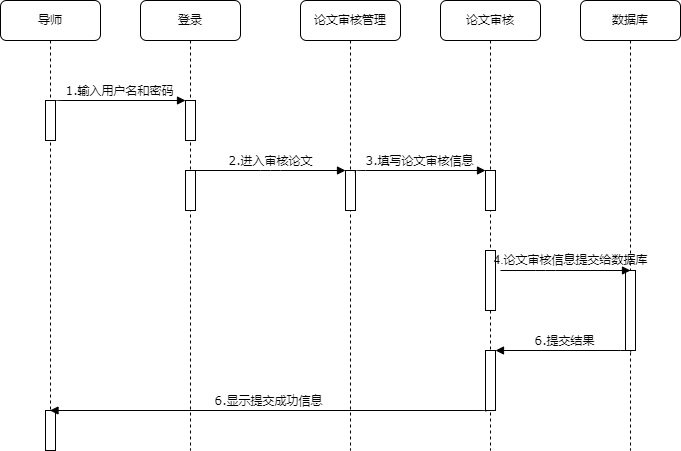 导师
登录
论文审核管理
论文审核
数据库
1.输入用户名和密码
2.进入审核论文
3.填写论文审核信息
4.论文审核信息提交给数据库
6.提交结果
6.显示提交成功信息